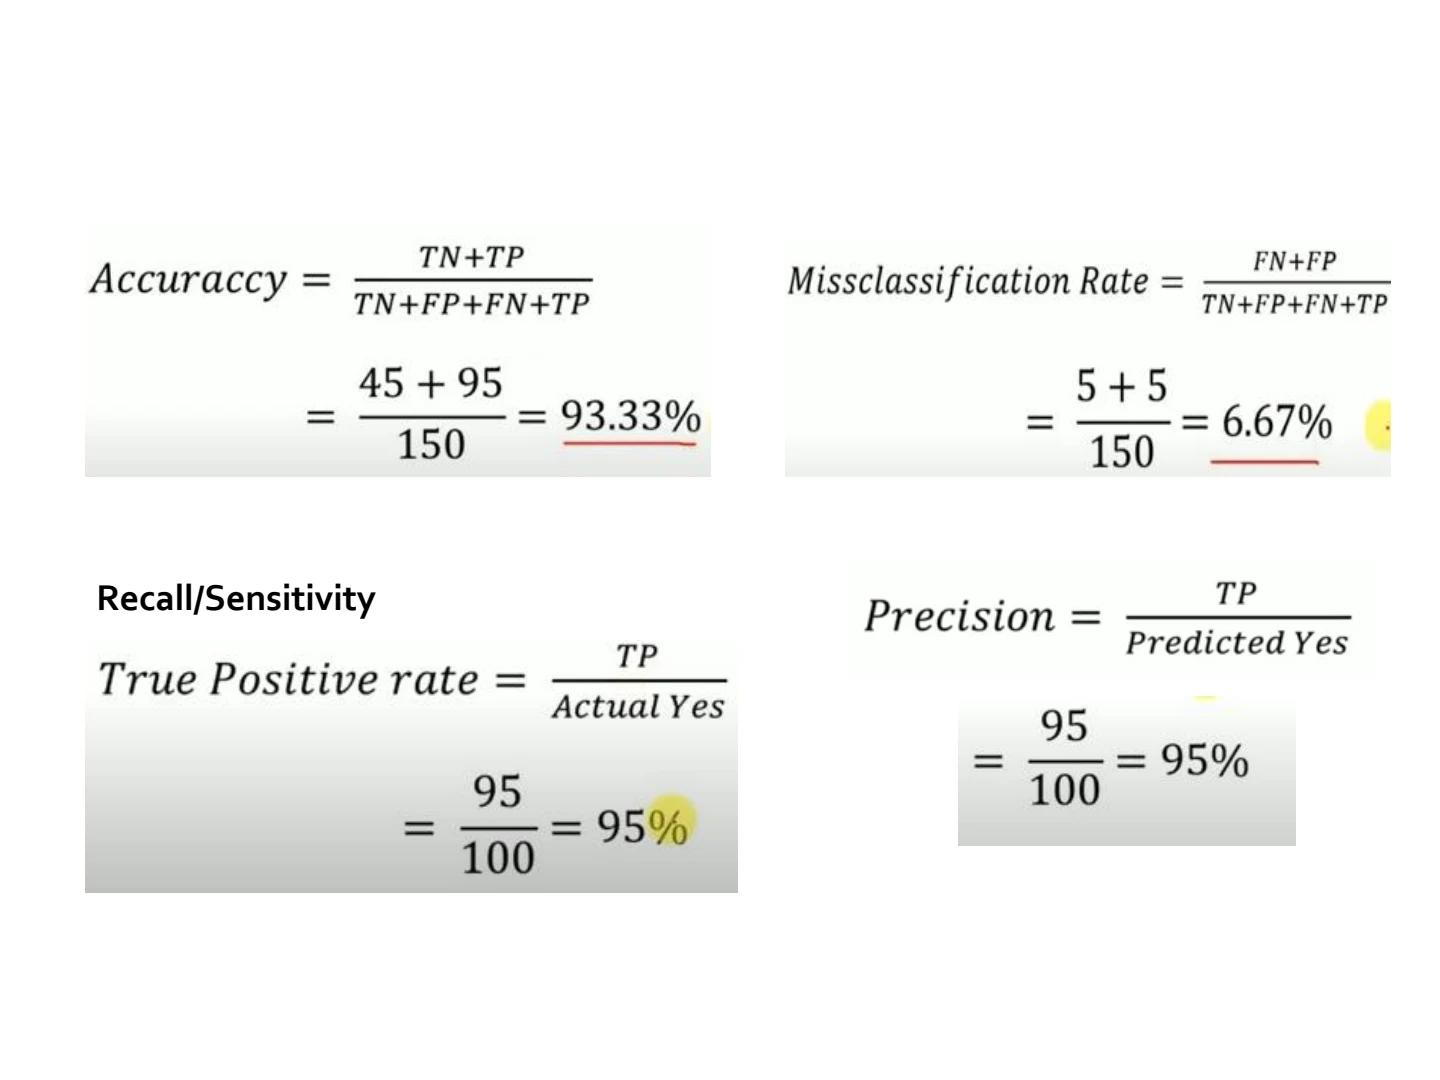 Accuraccy = TN+TP / TN+FP+FN+TP
= 45 + 95 / 150 = 93.33%
Missclassification Rate = FN+FP / TN+FP+FN+TP
= 5 + 5 / 150 = 6.67%
Recall/Sensitivity
True Positive rate = TP / Actual Yes
= 95 / 100 = 95%
Precision = TP / Predicted Yes
= 95 / 100 = 95%